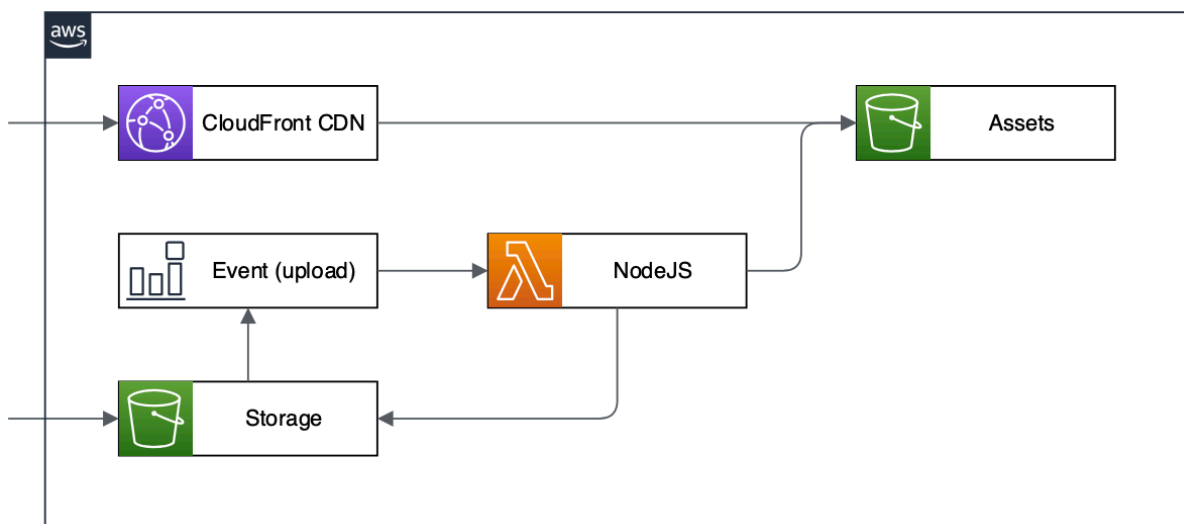 aws
CloudFront CDN
Assets
Event (upload)
NodeJS
Storage